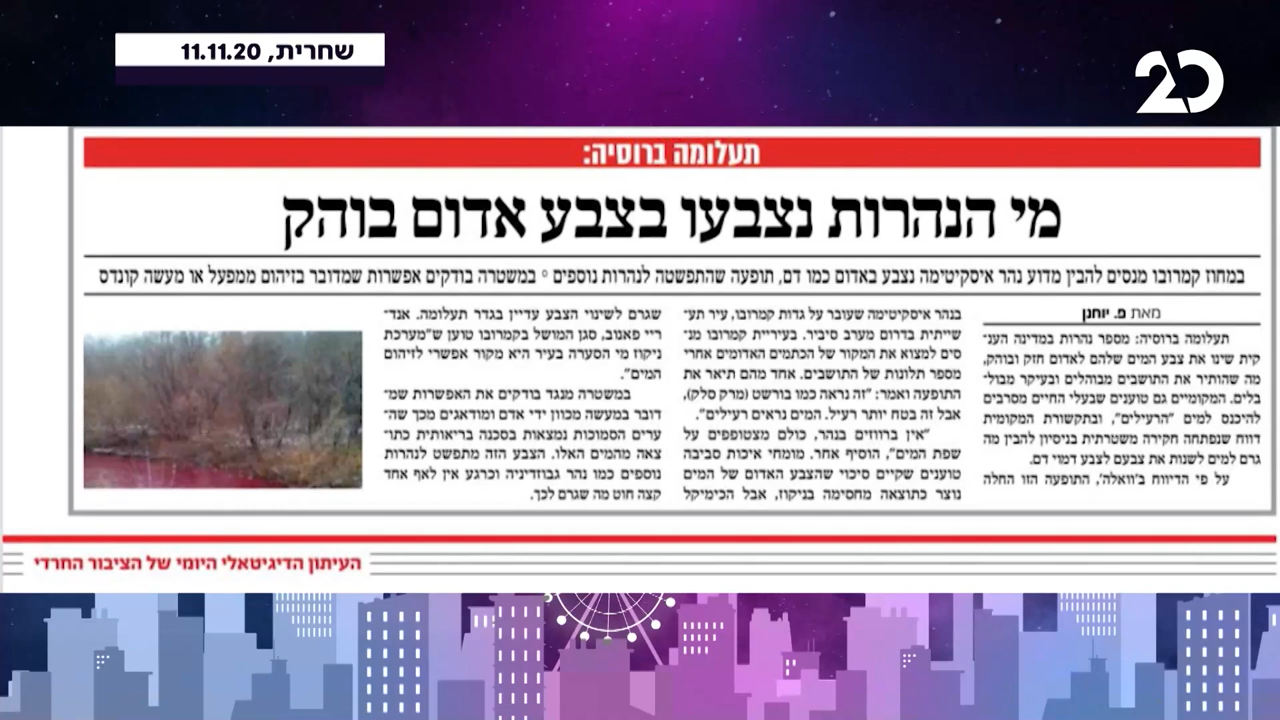 שחרית, 11.11.20
20
תעלומה ברוסיה:
מי הנהרות נצבעו בצבע אדום בוהק
במחוז קמרובו מנסים להבין מדוע נהר איסקיטימה נצבע באדום כמו דם, תופעה שהתפשטה לנהרות נוספים ° במשטרה בודקים אפשרות שמדובר בזיהום ממפעל או מעשה קונדס
מאת פ. יוחנן
תעלומה ברוסיה: מספר נהרות במדינה הענ־
קית שינו את צבע המים שלהם לאדום חזק ובוהק,
מה שהותיר את התושבים מבוהלים ובעיקר מבול־
בלים. המקומיים גם טוענים שבעלי החיים מסרבים
להיכנס למים "הרעילים", ובתקשורת המקומית
דווח שנפתחה חקירה משטרתית בניסיון להבין מה
גרם למים לשנות את צבעם לצבע דמוי דם.
על פי הדיווח ב'וואלה', התופעה הזו החלה
בנהר איסקיטימה שעובר על גדות קמרובו, עיר תע־
שייתית בדרום מערב סיביר. בעיריית קמרובו מנ־
סים למצוא את המקור של הכתמים האדומים אחרי
מספר תלונות של התושבים. אחד מהם תיאר את
התופעה ואמר: "זה נראה כמו בורשט (מרק סלק),
אבל זה בטח יותר רעיל. המים נראים רעילים".
"אין ברווזים בנהר, כולם מצטופפים על
שפת המים", הוסיף אחר. מומחי איכות סביבה
טוענים שקיים סיכוי שהצבע האדום של המים
נוצר כתוצאה מחסימה בניקוז, אבל הכימיקל
שגרם לשינוי הצבע עדיין בגדר תעלומה. אנד־
ריי פאנוב, סגן המושל בקמרובו טוען ש"מערכת
ניקוז מי הסערה בעיר היא מקור אפשרי לזיהום
המים".
במשטרה מנגד בודקים את האפשרות שמ־
דובר במעשה מכוון ידי אדם ומודאגים מכך שה־
ערים הסמוכות נמצאות בסכנה בריאותית כתו־
צאה מהמים האלו. הצבע הזה מתפשט לנהרות
נוספים כמו נהר גבוזדיניה וכרגע אין לאף אחד
קצה חוט מה שגרם לכך.
העיתון הדיגיטאלי היומי של הציבור החרדי